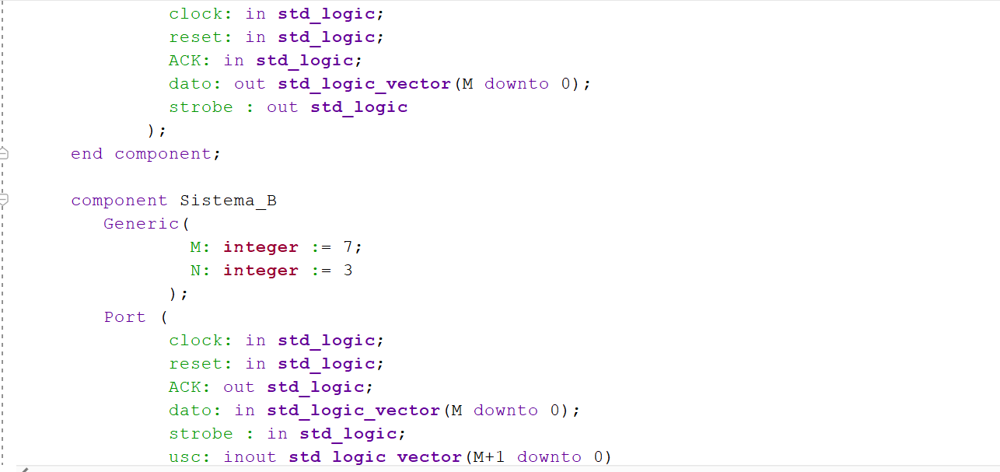 clock: in std_logic;
reset: in std_logic;
ACK: in std_logic;
dato: out std_logic_vector(M downto 0);
strobe : out std_logic
);
end component;
component Sistema_B
Generic(
M: integer := 7;
N: integer := 3
);
Port (
clock: in std_logic;
reset: in std_logic;
ACK: out std_logic;
dato: in std_logic_vector(M downto 0);
strobe : in std_logic;
usc: inout std_logic_vector(M+1 downto 0)